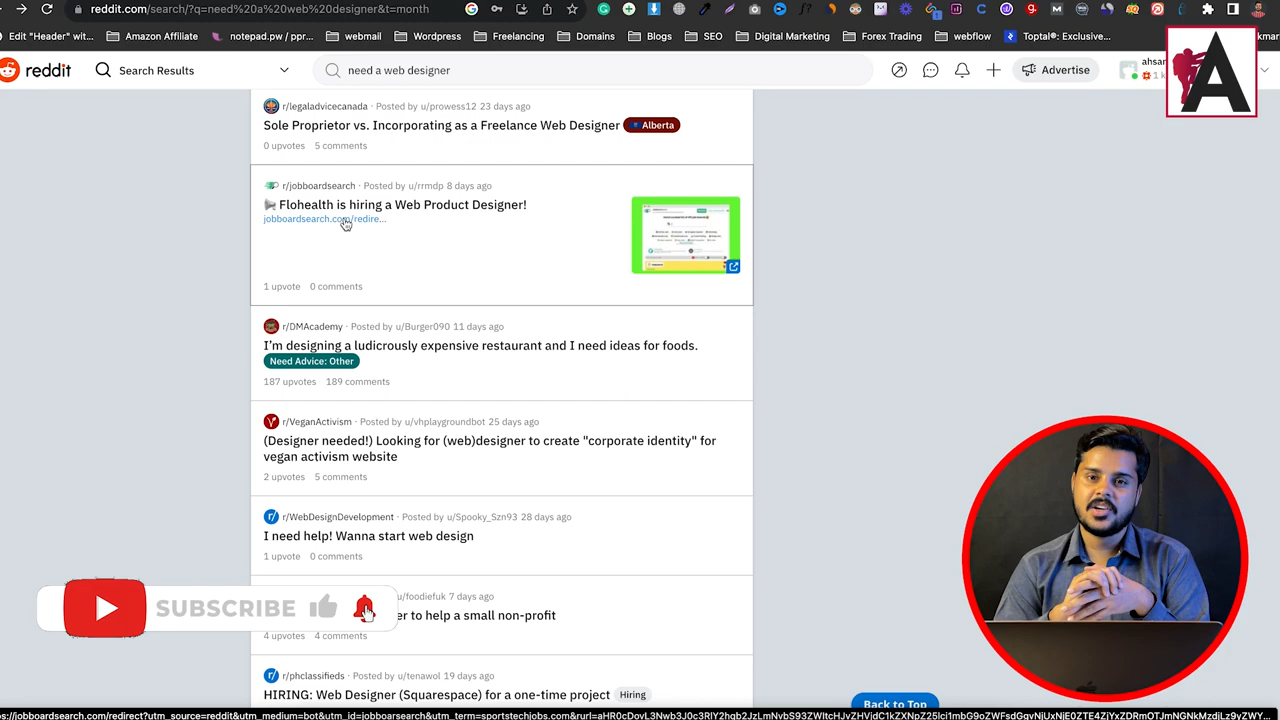 reddit.com/search/?q=need%20a%20web%20designer&t=month
Edit "Header" wit...
Amazon Affiliate
notepad.pw / ppr...
webmail
Wordpress
Freelancing
Domains
Blogs
SEO
Digital Marketing
Forex Trading
webflow
Toptal®: Exclusive...
reddit
Search Results
need a web designer
Advertise
A
r/legaladvicecanada · Posted by u/prowess12 23 days ago
Sole Proprietor vs. Incorporating as a Freelance Web Designer Alberta
0 upvotes 5 comments
r/jobboardsearch · Posted by u/rrmdp 8 days ago
Flohealth is hiring a Web Product Designer!
jobboardsearch.com/redire...
1 upvote 0 comments
r/DMAcademy · Posted by u/Burger090 11 days ago
I'm designing a ludicrously expensive restaurant and I need ideas for foods.
Need Advice: Other
187 upvotes 189 comments
r/VeganActivism · Posted by u/vhplaygroundbot 25 days ago
(Designer needed!) Looking for (web)designer to create "corporate identity" for
vegan activism website
2 upvotes 5 comments
r/WebDesignDevelopment · Posted by u/Spooky_Szn93 28 days ago
I need help! Wanna start web design
1 upvote 0 comments
u/foodiefuk 7 days ago
er to help a small non-profit
4 upvotes 4 comments
SUBSCRIBE
r/phclassifieds · Posted by u/tenawol 19 days ago
HIRING: Web Designer (Squarespace) for a one-time project Hiring
Back to Top